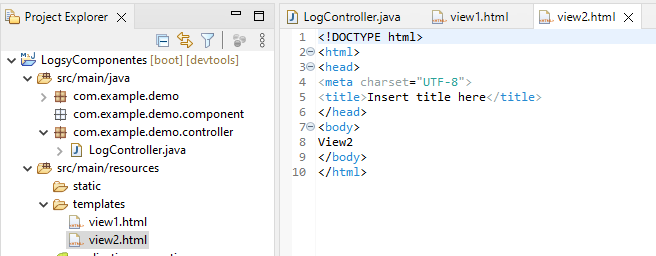 Project Explorer
LogsyComponentes [boot] [devtools]
src/main/java
com.example.demo
com.example.demo.component
com.example.demo.controller
LogController.java
src/main/resources
static
templates
view1.html
view2.html
LogController.java
view1.html
view2.html
1 <!DOCTYPE html>
2 <html>
3 <head>
4 <meta charset="UTF-8">
5 <title>Insert title here</title>
6 </head>
7 <body>
8 View2
9 </body>
10 </html>